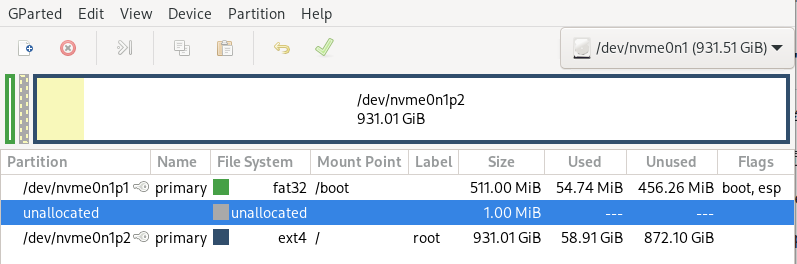 GParted Edit View Device Partition Help
/dev/nvme0n1 (931.51 GiB)
/dev/nvme0n1p2
931.01 GiB
Partition Name File System Mount Point Label Size Used Unused Flags
/dev/nvme0n1p1 primary fat32 /boot 511.00 MiB 54.74 MiB 456.26 MiB boot, esp
unallocated unallocated 1.00 MiB --- ---
/dev/nvme0n1p2 primary ext4 / root 931.01 GiB 58.91 GiB 872.10 GiB